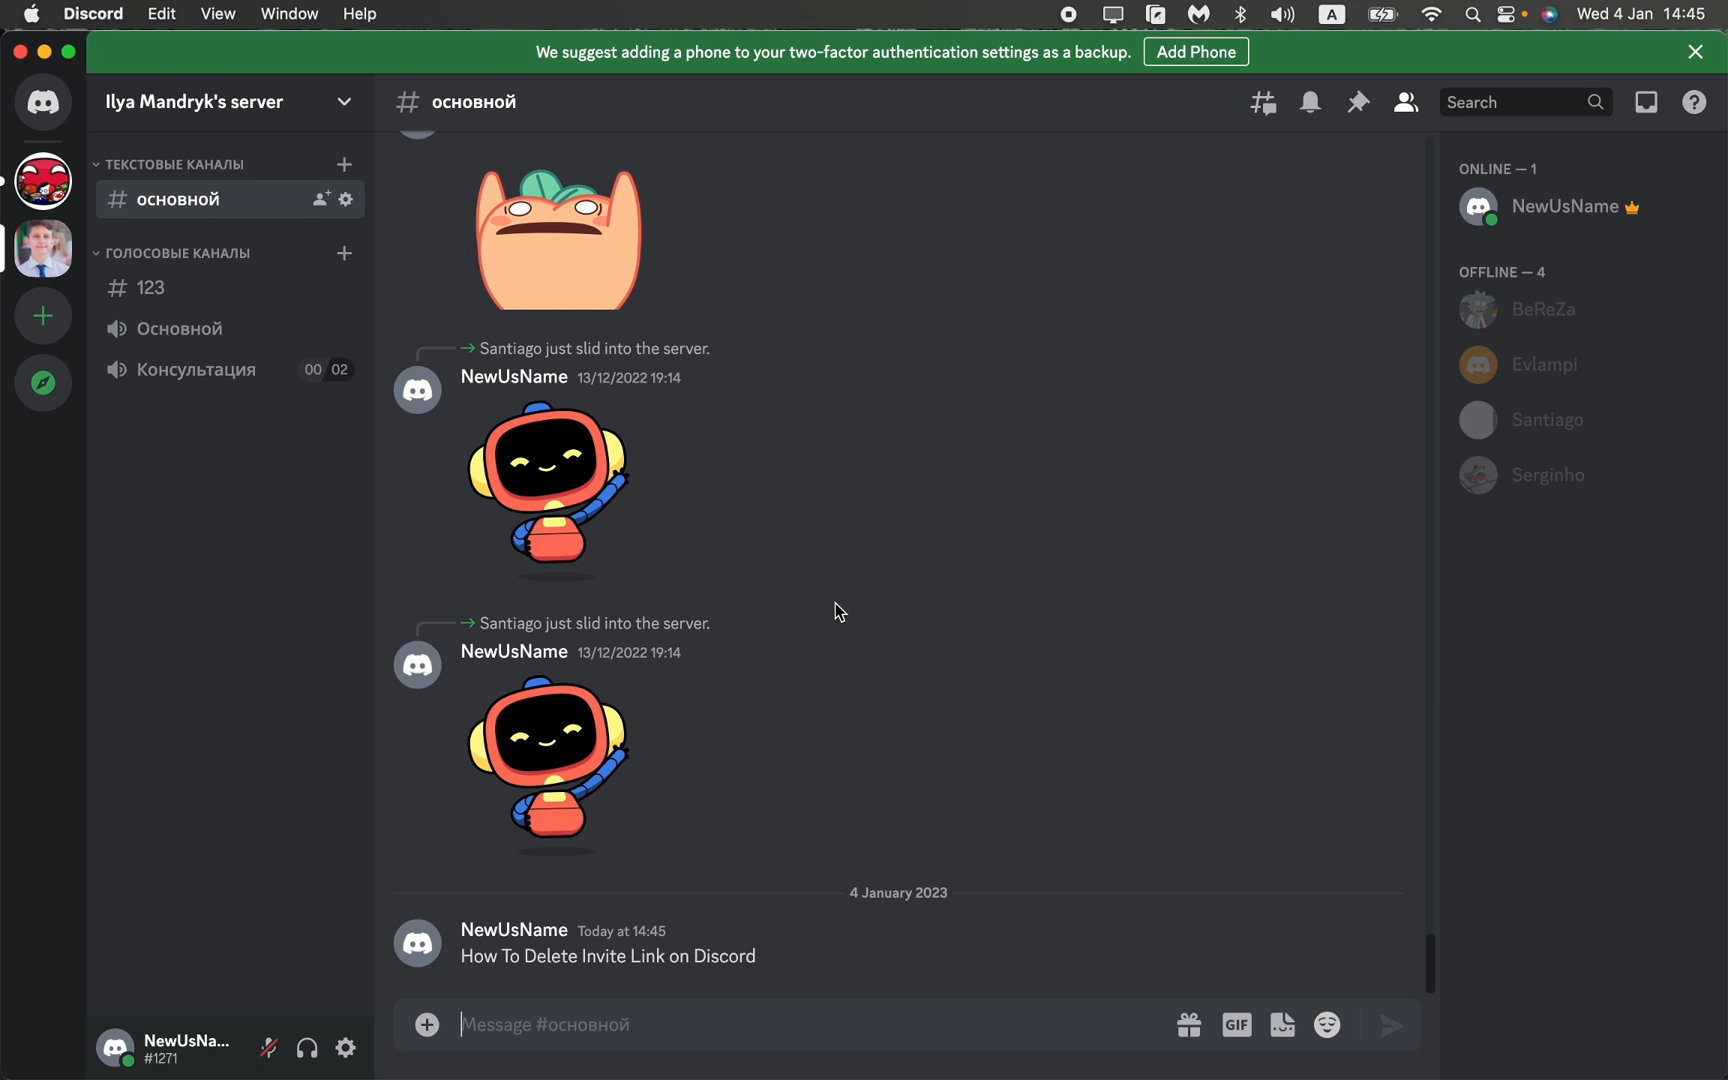 Discord Edit View Window Help
A Wed 4 Jan 14:45
We suggest adding a phone to your two-factor authentication settings as a backup. Add Phone
Ilya Mandryk's server
основной
Search
ТЕКСТОВЫЕ КАНАЛЫ
основной
ГОЛОСОВЫЕ КАНАЛЫ
# 123
Основной
Консультация 00 02
Santiago just slid into the server.
NewUsName 13/12/2022 19:14
Santiago just slid into the server.
NewUsName 13/12/2022 19:14
4 January 2023
NewUsName Today at 14:45
How To Delete Invite Link on Discord
Message #основной
GIF
ONLINE — 1
NewUsName
OFFLINE — 4
BeReZa
Evlampi
Santiago
Serginho
NewUsNa...
#1271